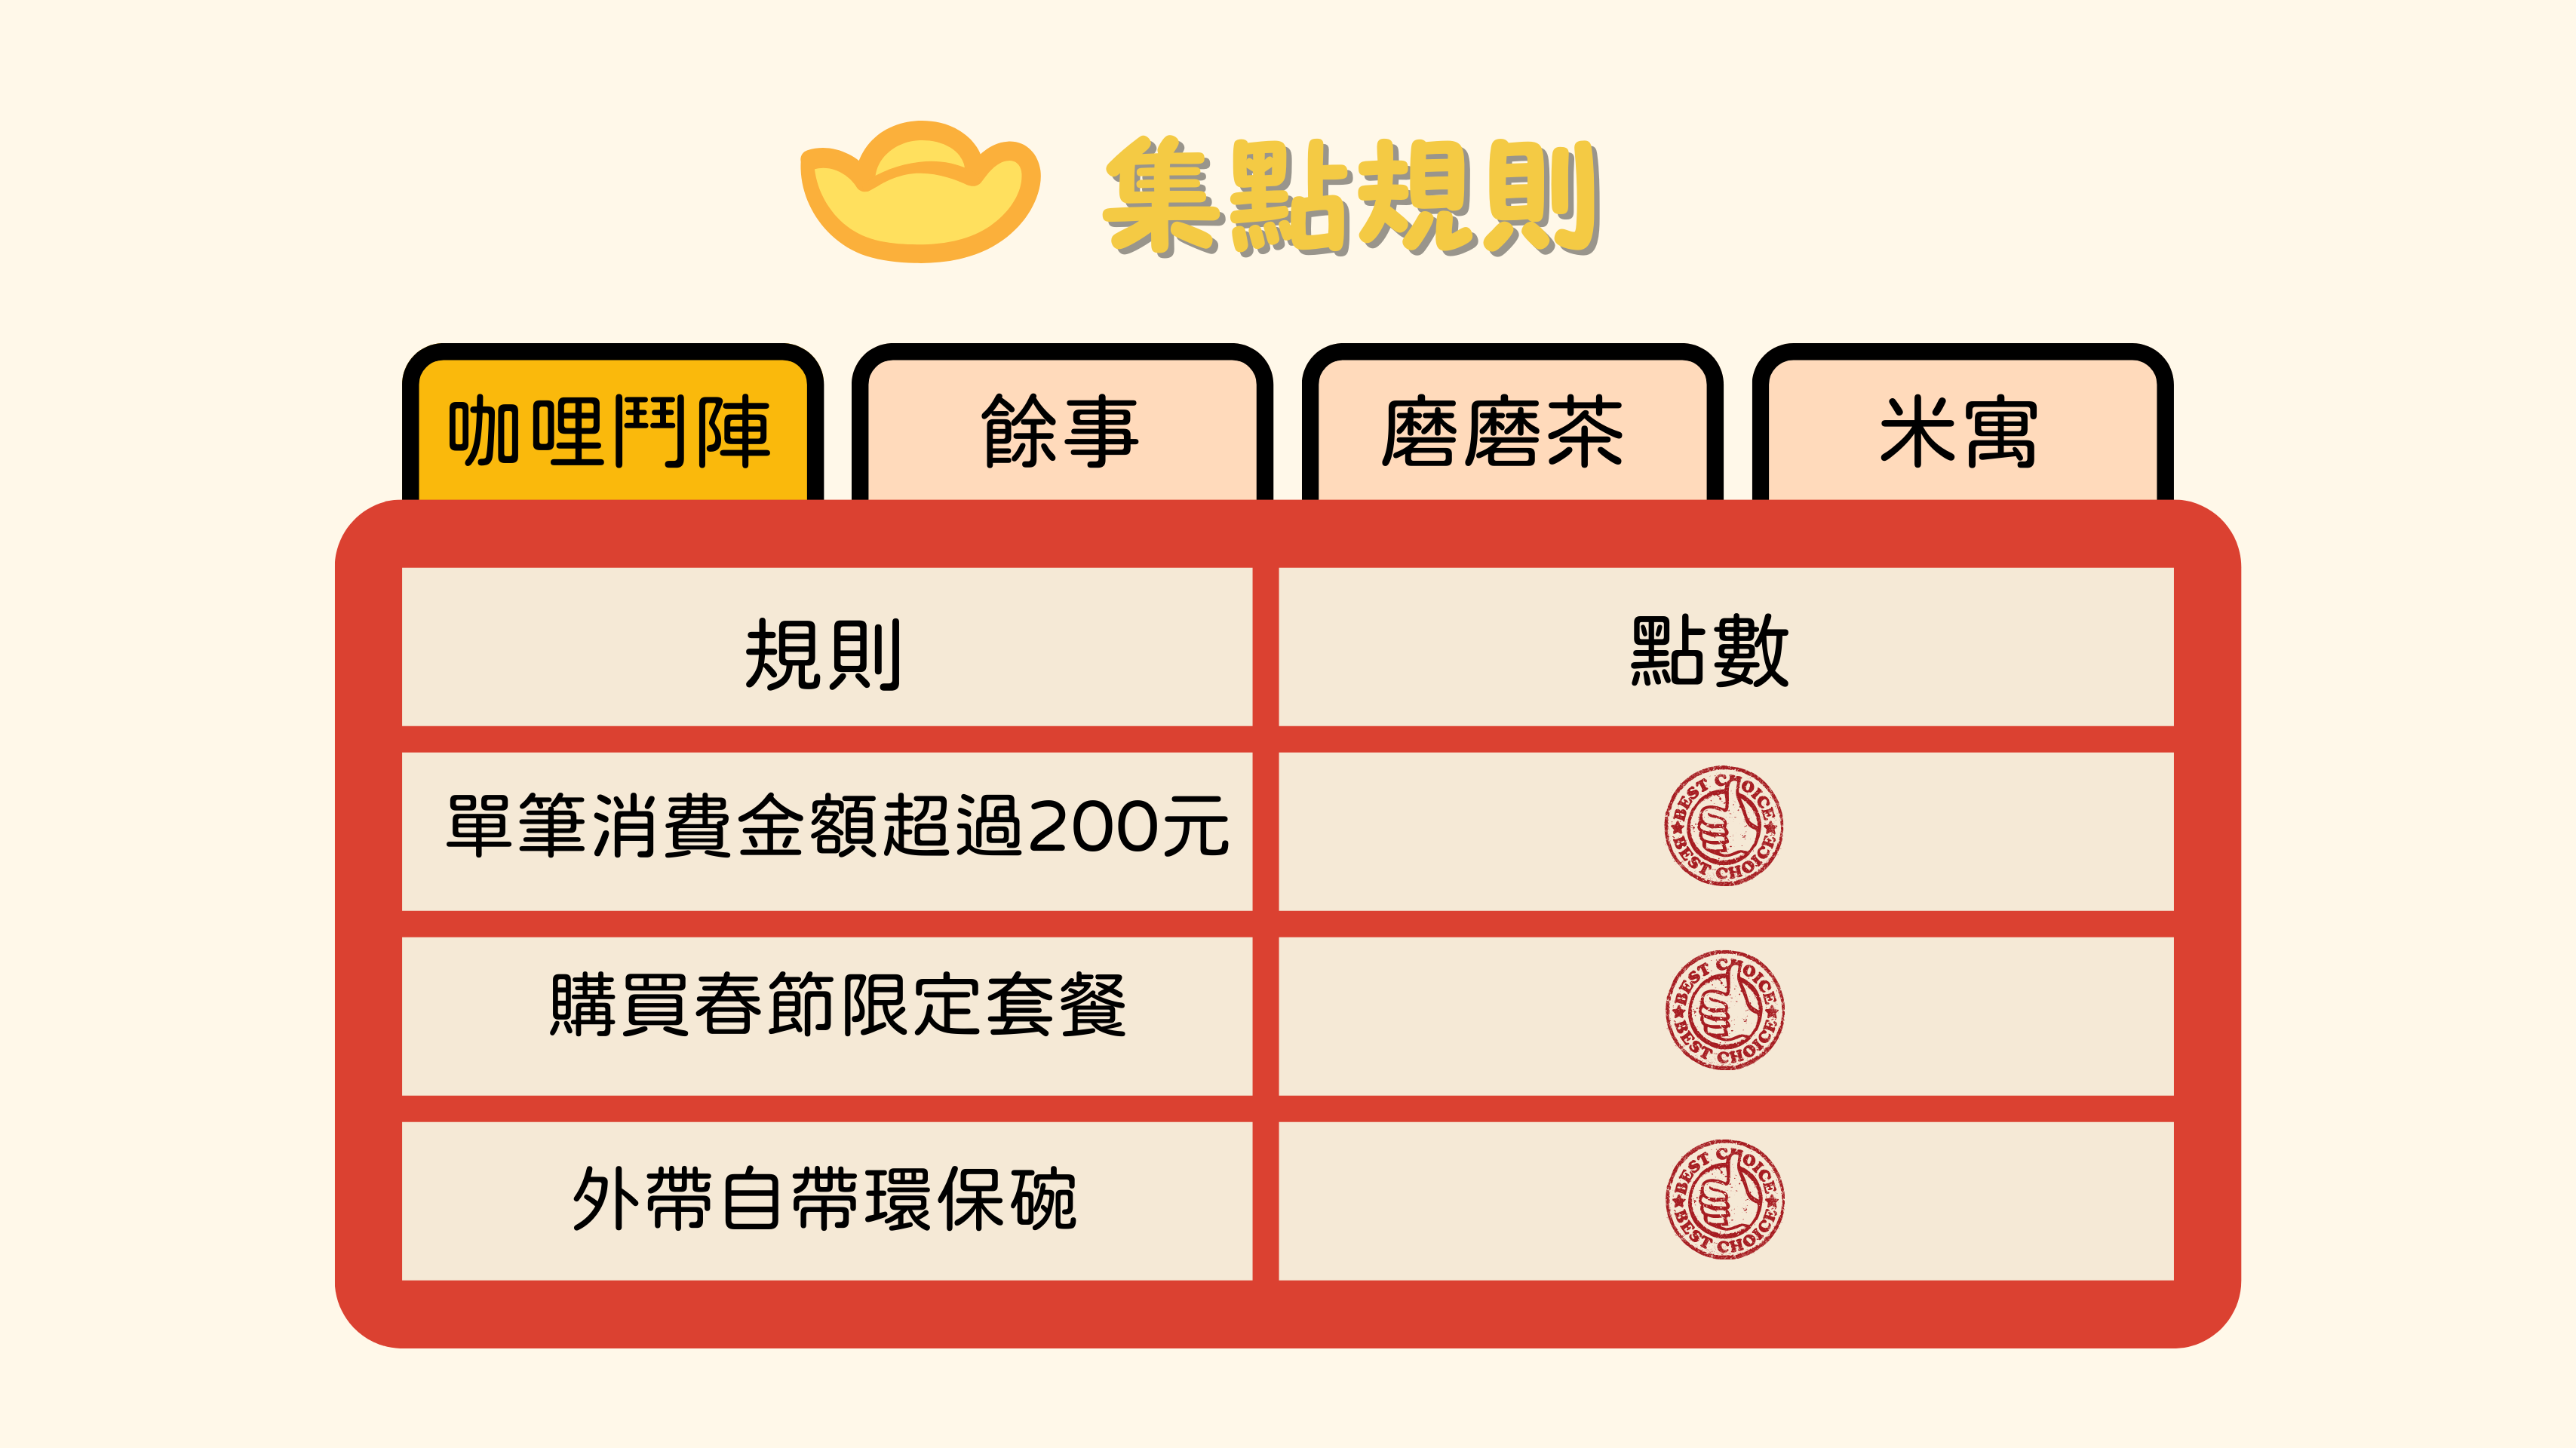 集點規則
咖哩鬥陣
餘事
磨磨茶
米寓
規則
點數
單筆消費金額超過200元
BEST CHOICE
BEST CHOICE
購買春節限定套餐
BEST CHOICE
BEST CHOICE
外帶自帶環保碗
BEST CHOICE
BEST CHOICE